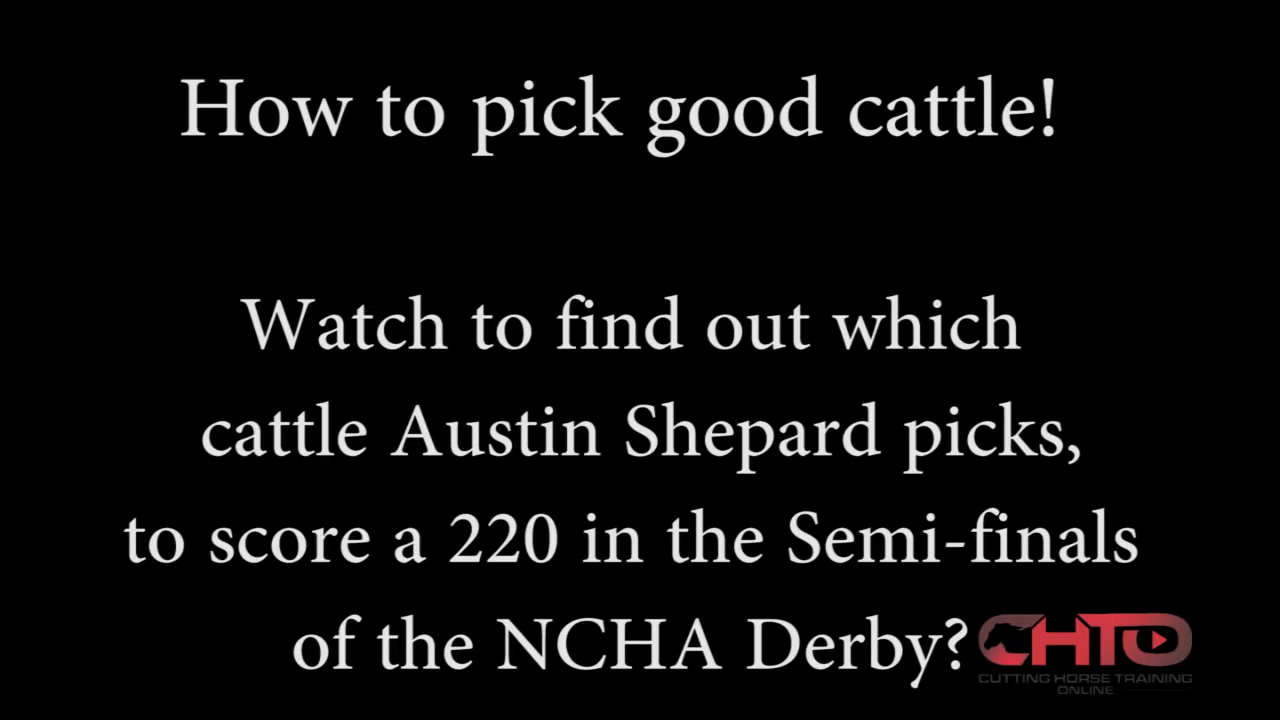 How to pick good cattle!
Watch to find out which
cattle Austin Shepard picks,
to score a 220 in the Semi-finals
of the NCHA Derby?
CHTO
CUTTING HORSE TRAINING
ONLINE